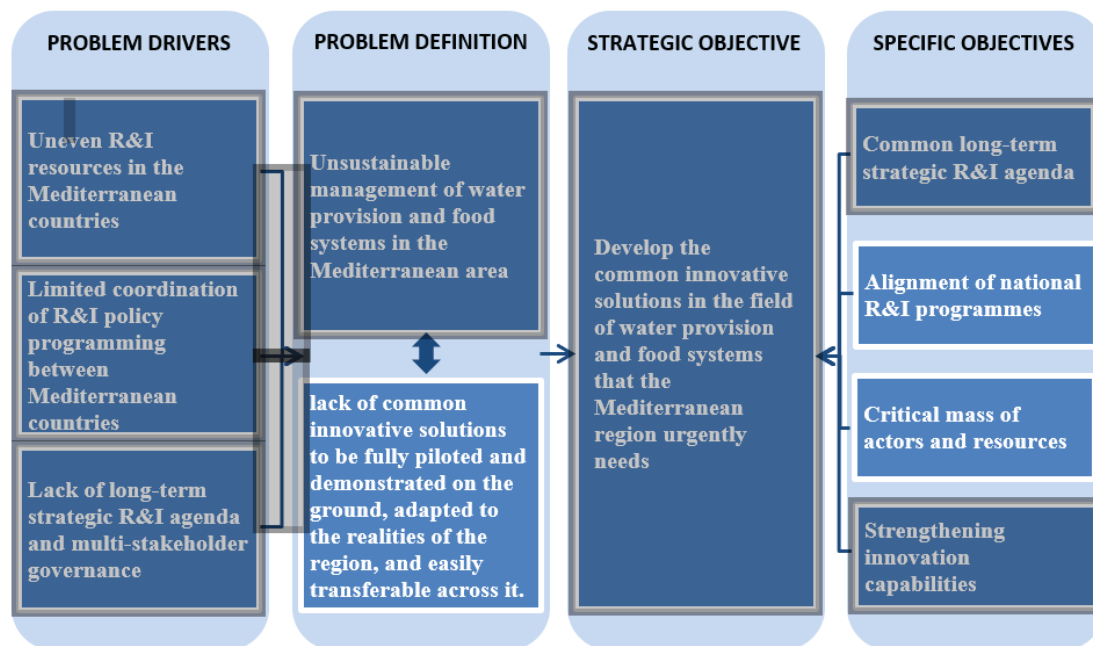 PROBLEM DRIVERS
Uneven R&I
resources in the
Mediterranean
countries
Limited coordination
of R&I policy
programming
between
Mediterranean
countries
Lack of long-term
strategic R&I agenda
and multi-stakeholder
governance
PROBLEM DEFINITION
Unsustainable
management of water
provision and food
systems in the
Mediterranean area
lack of common
innovative solutions
to be fully piloted and
demonstrated on the
ground, adapted to
the realities of the
region, and easily
transferable across it.
STRATEGIC OBJECTIVE
Develop the
common innovative
solutions in the field
of water provision
and food systems
that the
Mediterranean
region urgently
needs
SPECIFIC OBJECTIVES
Common long-term
strategic R&I agenda
Alignment of national
R&I programmes
Critical mass of
actors and resources
Strengthening
innovation
capabilities